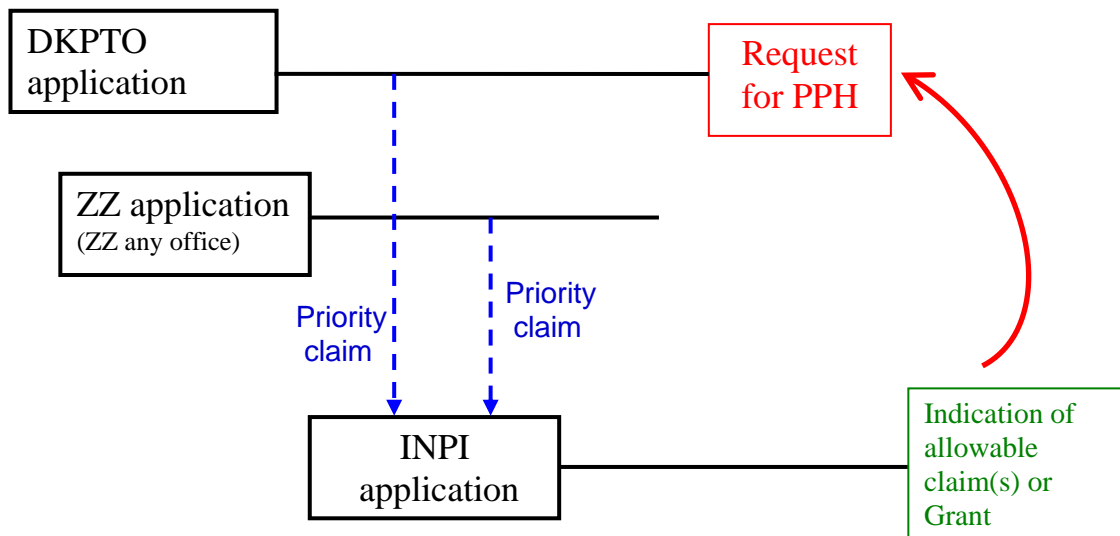 DKPTO
application
Request
for PPH
ZZ application
(ZZ any office)
Priority
claim
Priority
claim
INPI
application
Indication of
allowable
claim(s) or
Grant